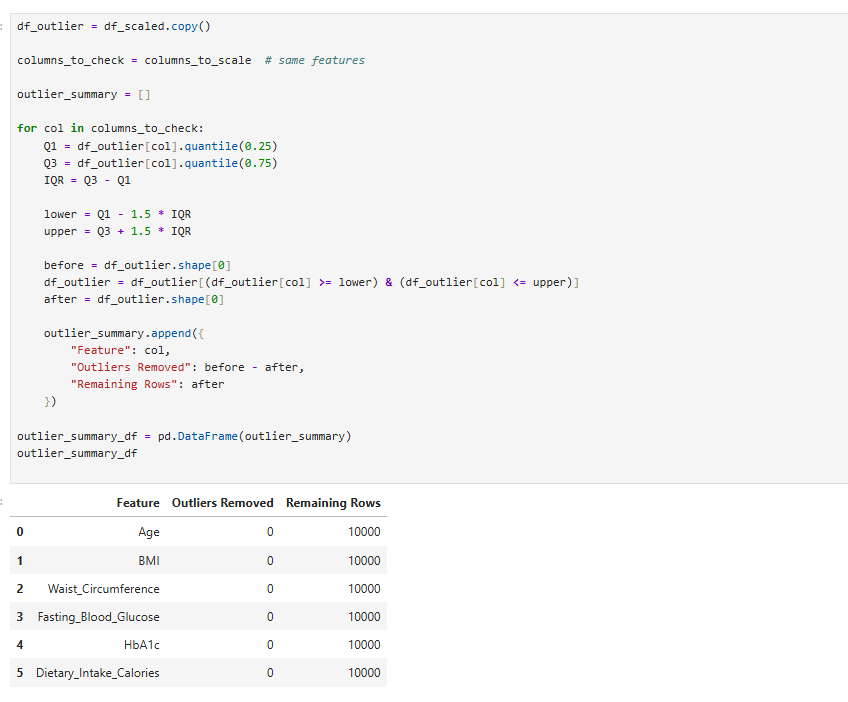 df_outlier = df_scaled.copy()
columns_to_check = columns_to_scale  # same features
outlier_summary = []
for col in columns_to_check:
    Q1 = df_outlier[col].quantile(0.25)
    Q3 = df_outlier[col].quantile(0.75)
    IQR = Q3 - Q1
    lower = Q1 - 1.5 * IQR
    upper = Q3 + 1.5 * IQR
    before = df_outlier.shape[0]
    df_outlier = df_outlier[(df_outlier[col] >= lower) & (df_outlier[col] <= upper)]
    after = df_outlier.shape[0]
    outlier_summary.append({
        "Feature": col,
        "Outliers Removed": before - after,
        "Remaining Rows": after
    })
outlier_summary_df = pd.DataFrame(outlier_summary)
outlier_summary_df
Feature Outliers Removed Remaining Rows
0 Age 0 10000
1 BMI 0 10000
2 Waist_Circumference 0 10000
3 Fasting_Blood_Glucose 0 10000
4 HbA1c 0 10000
5 Dietary_Intake_Calories 0 10000